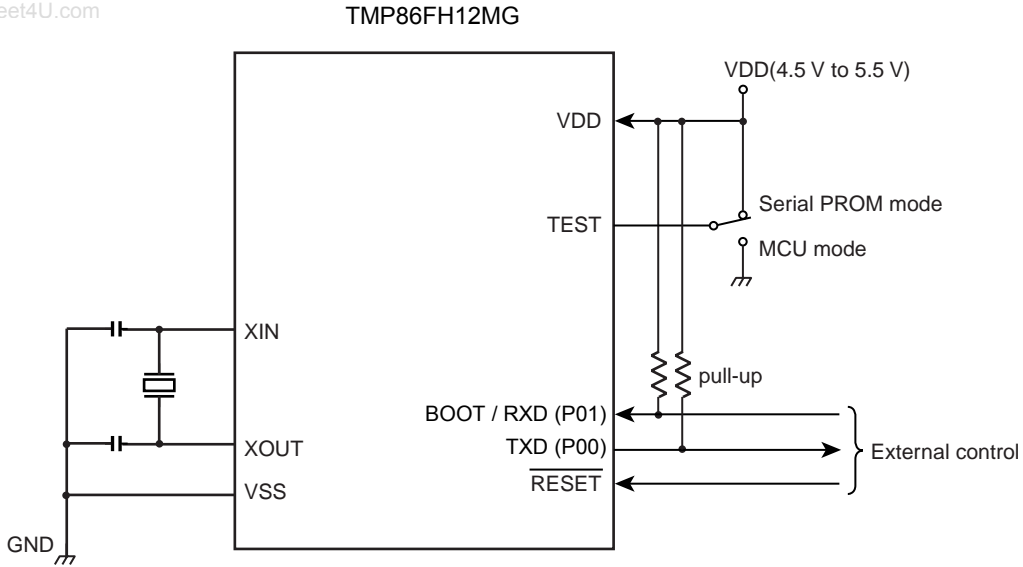 eet4U.com
TMP86FH12MG
VDD(4.5 V to 5.5 V)
VDD
Serial PROM mode
TEST
MCU mode
XIN
pull-up
BOOT / RXD (P01)
TXD (P00)
XOUT
External control
RESET
VSS
GND